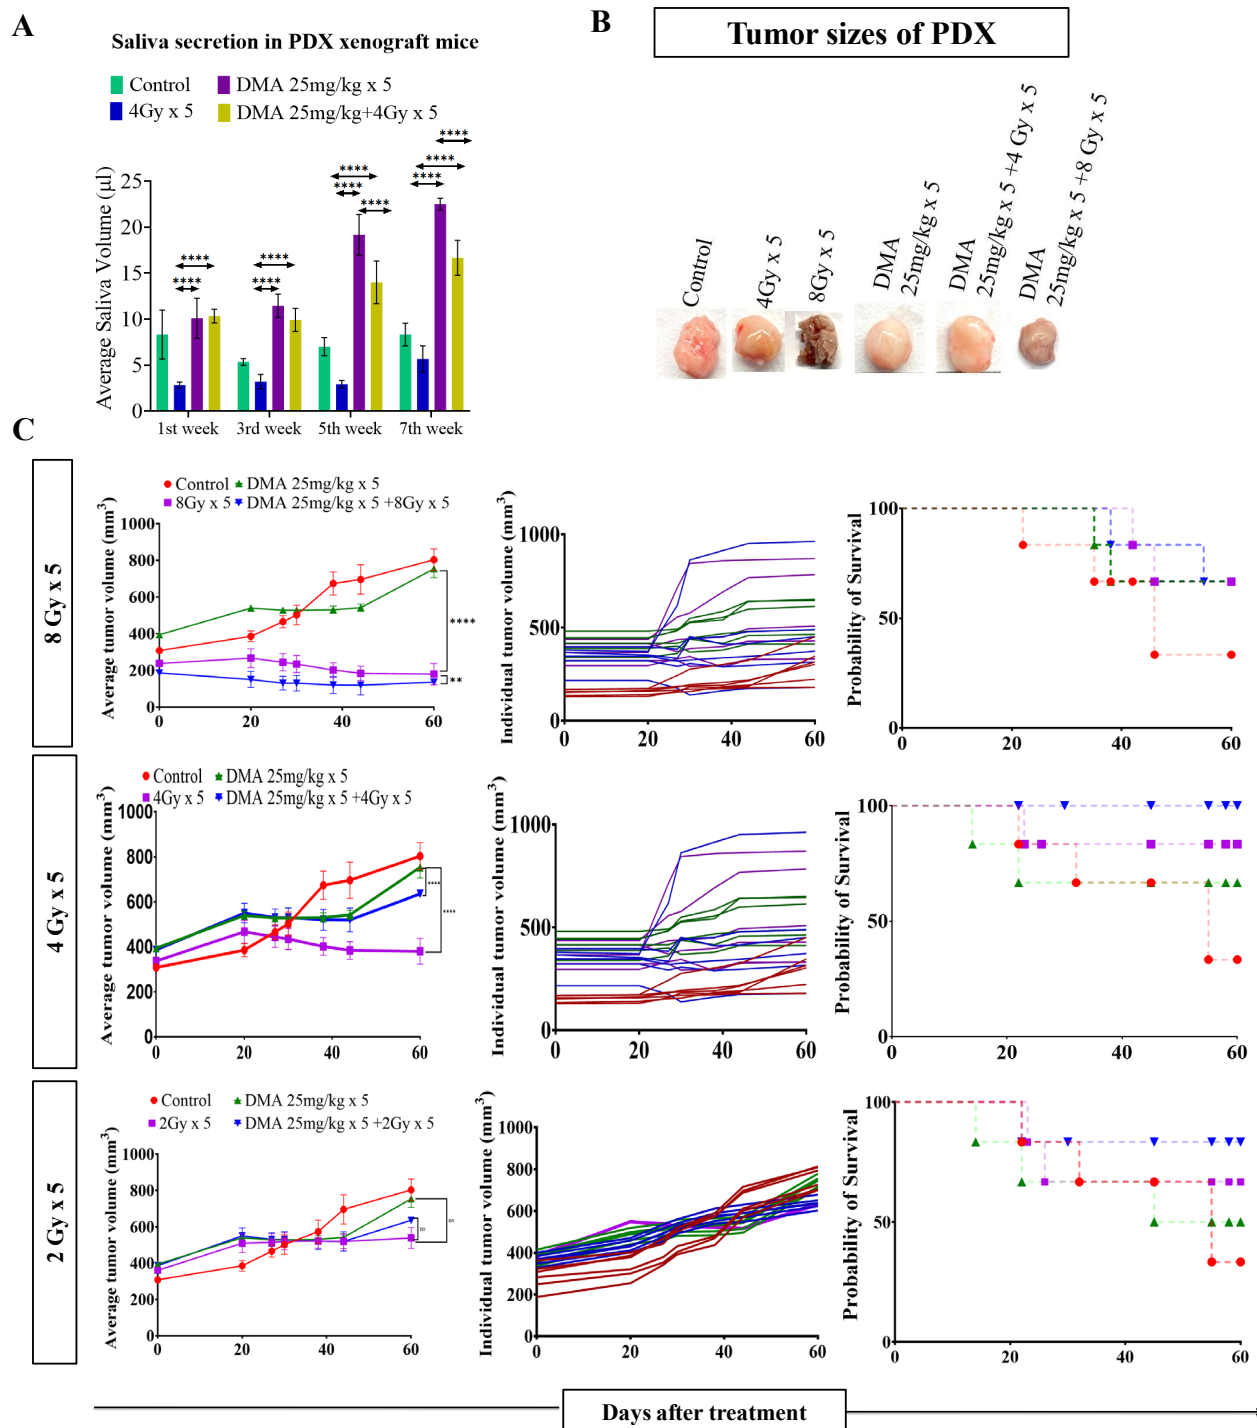 A
Saliva secretion in PDX xenograft mice
Control
DMA 25mg/kg x 5
4Gy x 5
DMA 25mg/kg+4Gy x 5
Average Saliva Volume (µl)
25
20
15
10
5
0
**** ****
**** ****
**** **** ****
**** **** ****
1st week 3rd week 5th week 7th week
B
Tumor sizes of PDX
Control
4Gy x 5
8Gy x 5
DMA
25mg/kg x 5
DMA
25mg/kg x 5 +4 Gy x 5
DMA
25mg/kg x 5 +8 Gy x 5
C
8 Gy x 5
Control
DMA 25mg/kg x 5
8Gy x 5
DMA 25mg/kg x 5 +8Gy x 5
Average tumor volume (mm³)
1000
800
600
400
200
0
0 20 40 60
****
**
Individual tumor volume (mm³)
1000
500
0
0 20 40 60
Probability of Survival
100
50
0
0 20 40 60
4 Gy x 5
Control
DMA 25mg/kg x 5
4Gy x 5
DMA 25mg/kg x 5 +4Gy x 5
Average tumor volume (mm³)
1000
800
600
400
200
0
0 20 40 60
****
****
Individual tumor volume (mm³)
1000
500
0
0 20 40 60
Probability of Survival
100
50
0
0 20 40 60
2 Gy x 5
Control
DMA 25mg/kg x 5
2Gy x 5
DMA 25mg/kg x 5 +2Gy x 5
Average tumor volume (mm³)
1000
800
600
400
200
0
0 20 40 60
ns
ns
Individual tumor volume (mm³)
1000
800
600
400
200
0
0 20 40 60
Probability of Survival
100
50
0
0 20 40 60
Days after treatment